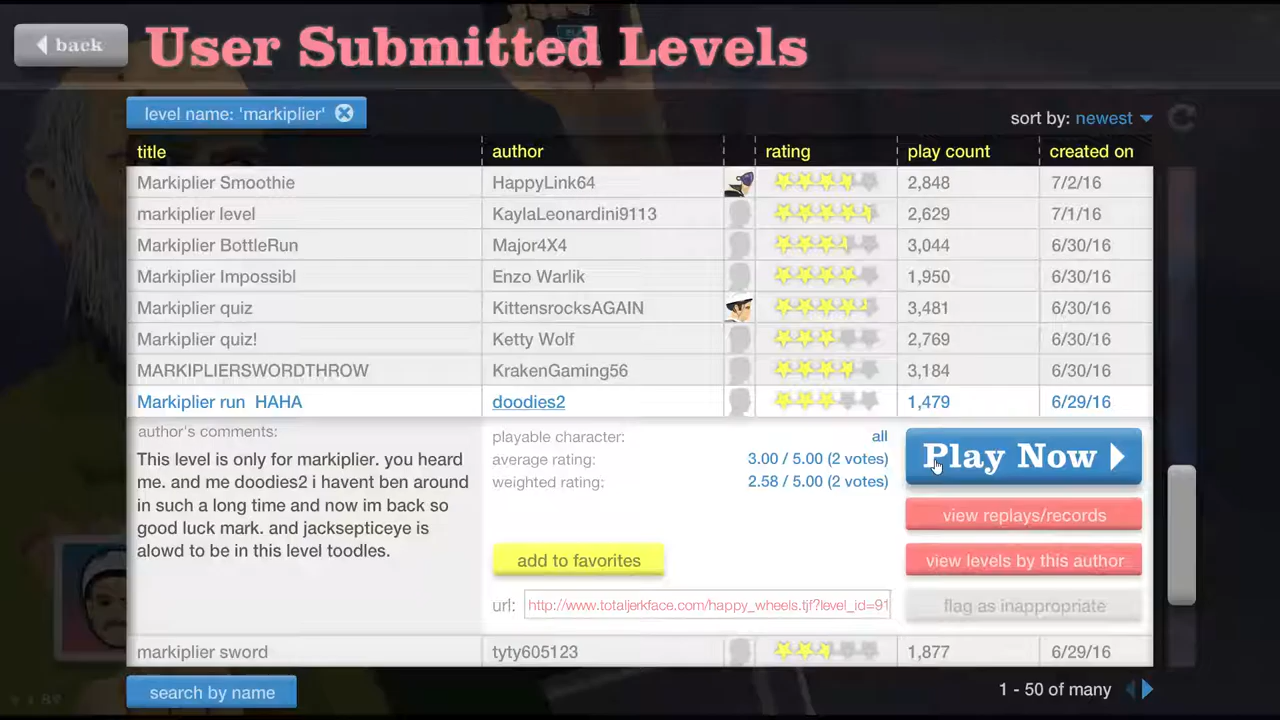 back
User Submitted Levels
level name: 'markiplier'
sort by: newest
title author rating play count created on
Markiplier Smoothie HappyLink64 2,848 7/2/16
markiplier level KaylaLeonardini9113 2,629 7/1/16
Markiplier BottleRun Major4X4 3,044 6/30/16
Markiplier Impossibl Enzo Warlik 1,950 6/30/16
Markiplier quiz KittensrocksAGAIN 3,481 6/30/16
Markiplier quiz! Ketty Wolf 2,769 6/30/16
MARKIPLIERSWORDTHROW KrakenGaming56 3,184 6/30/16
Markiplier run HAHA doodies2 1,479 6/29/16
author's comments:
This level is only for markiplier. you heard
me. and me doodies2 i havent ben around
in such a long time and now im back so
good luck mark. and jacksepticeye is
alowd to be in this level toodles.
playable character: all
average rating: 3.00 / 5.00 (2 votes)
weighted rating: 2.58 / 5.00 (2 votes)
add to favorites
url: http://www.totaljerkface.com/happy_wheels.tjf?level_id=91
Play Now
view replays/records
view levels by this author
flag as inappropriate
markiplier sword tyty605123 1,877 6/29/16
search by name
1 - 50 of many